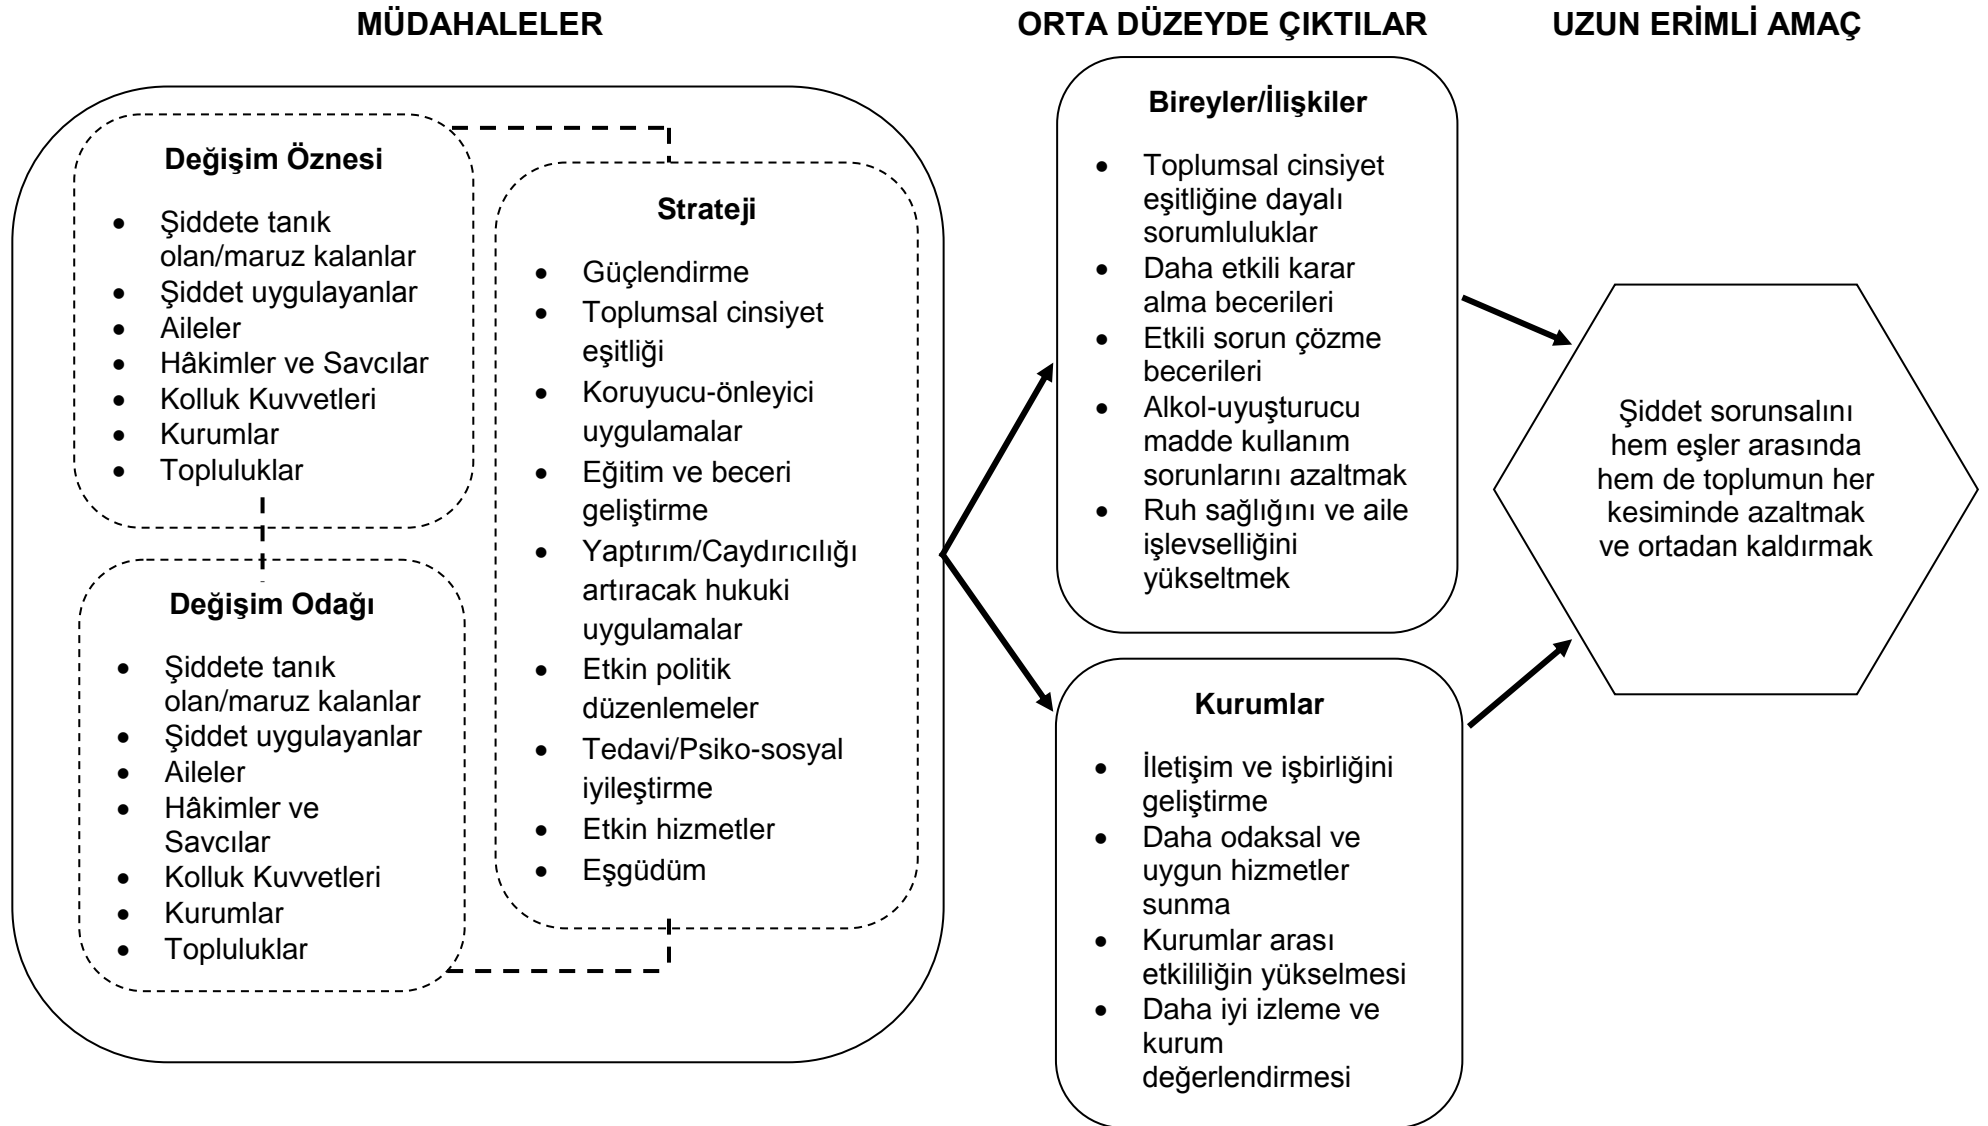 MÜDAHALELER
ORTA DÜZEYDE ÇIKTILAR
UZUN ERİMLİ AMAÇ
Değişim Öznesi
• Şiddete tanık
olan/maruz kalanlar
• Şiddet uygulayanlar
• Aileler
• Hâkimler ve Savcılar
• Kolluk Kuvvetleri
• Kurumlar
• Topluluklar
Değişim Odağı
• Şiddete tanık
olan/maruz kalanlar
• Şiddet uygulayanlar
• Aileler
• Hâkimler ve
Savcılar
• Kolluk Kuvvetleri
• Kurumlar
• Topluluklar
Strateji
• Güçlendirme
• Toplumsal cinsiyet
eşitliği
• Koruyucu-önleyici
uygulamalar
• Eğitim ve beceri
geliştirme
• Yaptırım/Caydırıcılığı
artıracak hukuki
uygulamalar
• Etkin politik
düzenlemeler
• Tedavi/Psiko-sosyal
iyileştirme
• Etkin hizmetler
• Eşgüdüm
Bireyler/İlişkiler
• Toplumsal cinsiyet
eşitliğine dayalı
sorumluluklar
• Daha etkili karar
alma becerileri
• Etkili sorun çözme
becerileri
• Alkol-uyuşturucu
madde kullanım
sorunlarını azaltmak
• Ruh sağlığını ve aile
işlevselliğini
yükseltmek
Kurumlar
• İletişim ve işbirliğini
geliştirme
• Daha odaksal ve
uygun hizmetler
sunma
• Kurumlar arası
etkililiğin yükselmesi
• Daha iyi izleme ve
kurum
değerlendirmesi
Şiddet sorunsalını
hem eşler arasında
hem de toplumun her
kesiminde azaltmak
ve ortadan kaldırmak